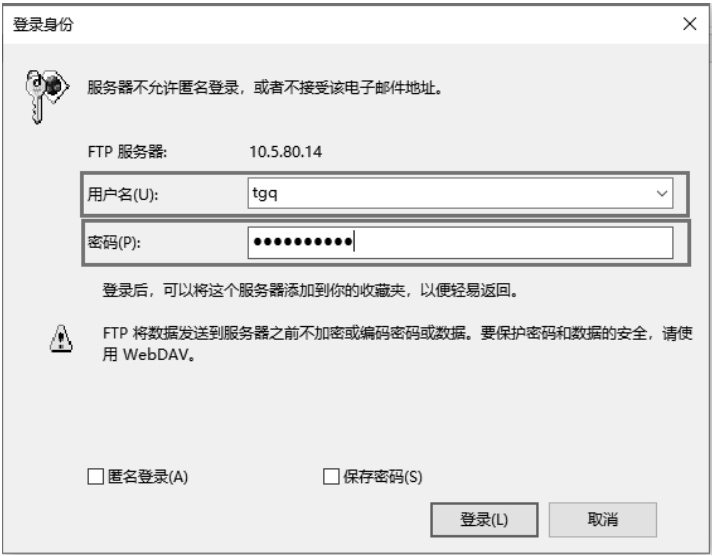 登录身份
服务器不允许匿名登录，或者不接受该电子邮件地址。
FTP 服务器: 10.5.80.14
用户名(U): tgq
密码(P): ●●●●●●●●●●
登录后，可以将这个服务器添加到你的收藏夹，以便轻易返回。
FTP 将数据发送到服务器之前不加密或编码密码或数据。要保护密码和数据的安全，请使
用 WebDAV。
匿名登录(A) 保存密码(S)
登录(L) 取消